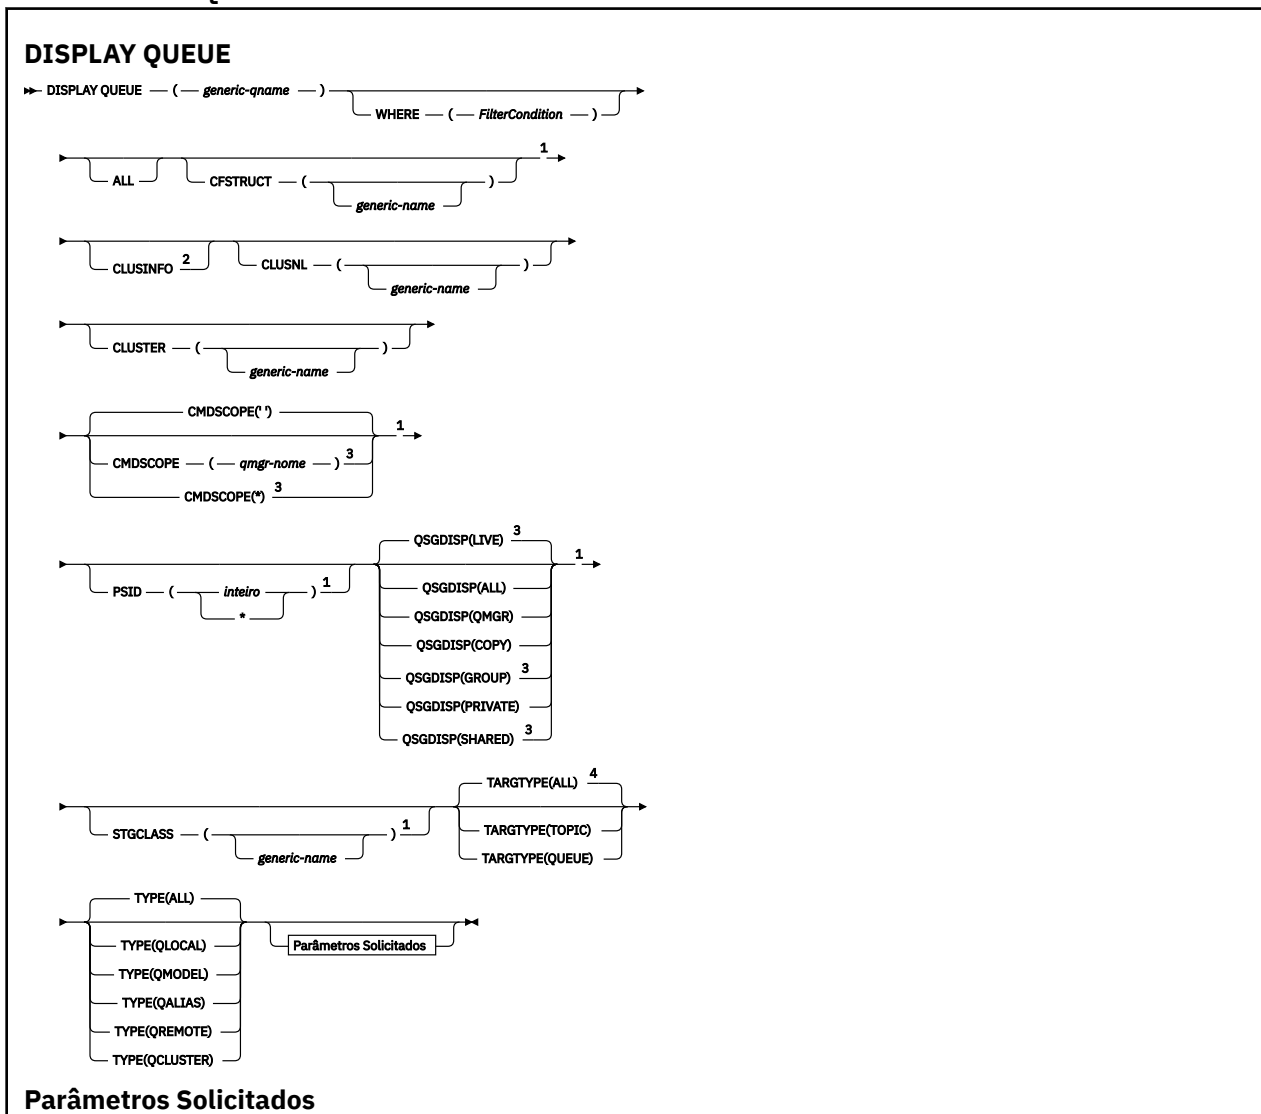 DISPLAY QUEUE
DISPLAY QUEUE ( generic-qname )
WHERE ( FilterCondition )
1
ALL CFSTRUCT ( )
generic-name
CLUSINFO 2 CLUSNL ( )
generic-name
CLUSTER ( )
generic-name
CMDSCOPE(' ')
1
CMDSCOPE ( qmgr-nome ) 3
CMDSCOPE(*) 3
QSGDISP(LIVE) 3
1
PSID ( inteiro ) 1 QSGDISP(ALL)
*
QSGDISP(QMGR)
QSGDISP(COPY)
QSGDISP(GROUP) 3
QSGDISP(PRIVATE)
QSGDISP(SHARED) 3
TARGTYPE(ALL) 4
STGCLASS ( ) 1 TARGTYPE(TOPIC)
generic-name TARGTYPE(QUEUE)
TYPE(ALL)
TYPE(QLOCAL) Parâmetros Solicitados
TYPE(QMODEL)
TYPE(QALIAS)
TYPE(QREMOTE)
TYPE(QCLUSTER)
Parâmetros Solicitados